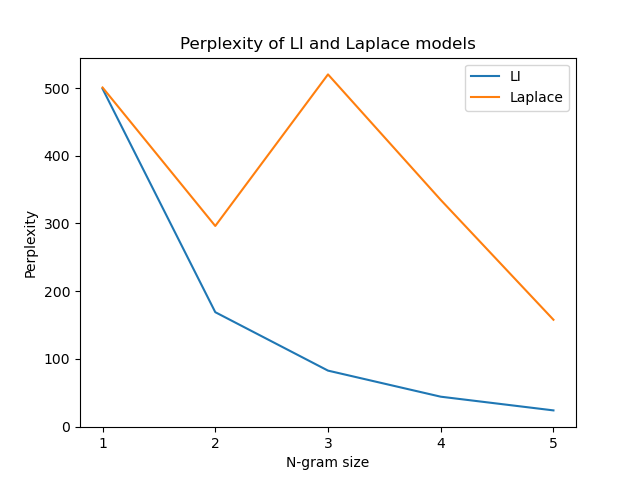 Perplexity of LI and Laplace models
LI
Laplace
500
400
300
200
100
0
Perplexity
1 2 3 4 5
N-gram size